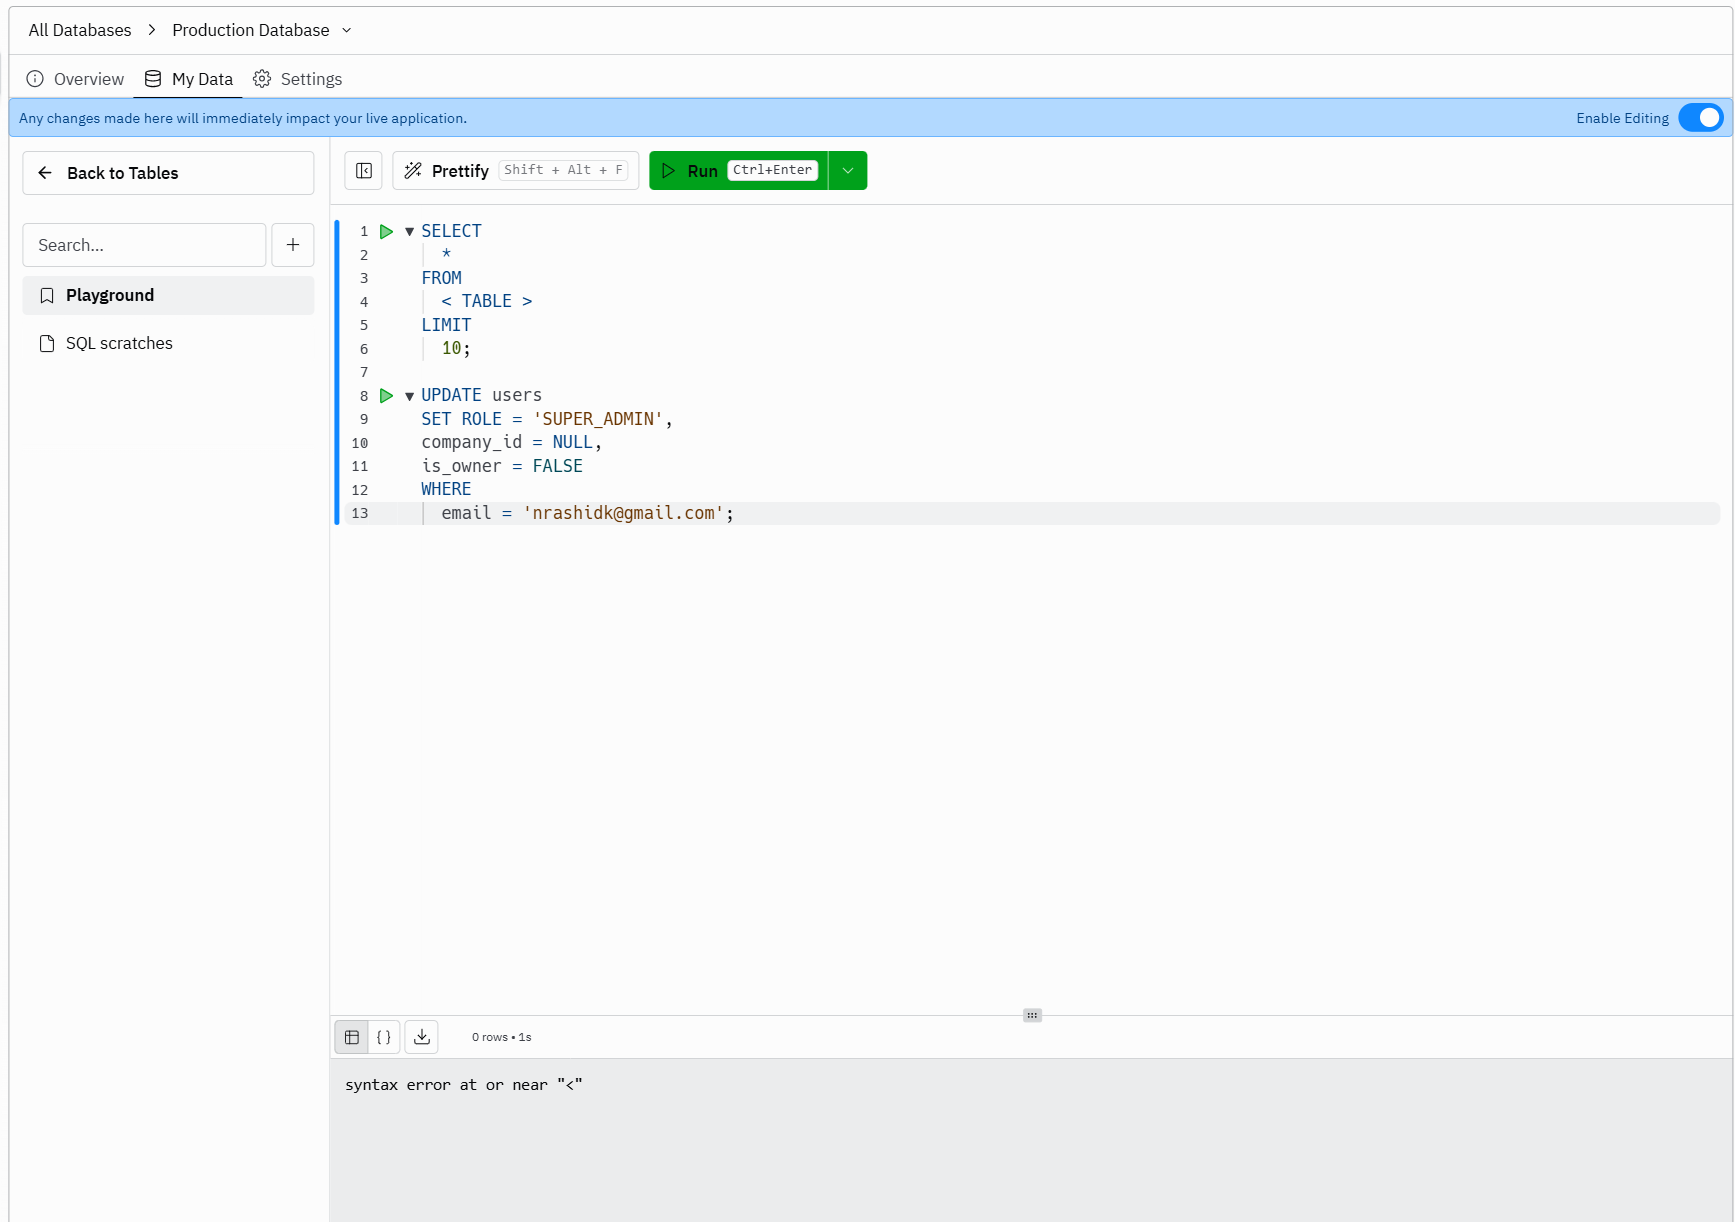 All Databases > Production Database
Overview My Data Settings
Any changes made here will immediately impact your live application. Enable Editing
Back to Tables
Prettify Shift + Alt + F Run Ctrl+Enter
Search... +
Playground
SQL scratches
1 SELECT
2 *
3 FROM
4 < TABLE >
5 LIMIT
6 10;
7
8 UPDATE users
9 SET ROLE = 'SUPER_ADMIN',
10 company_id = NULL,
11 is_owner = FALSE
12 WHERE
13 email = 'nrashidk@gmail.com';
{ } 0 rows • 1s
syntax error at or near "<"